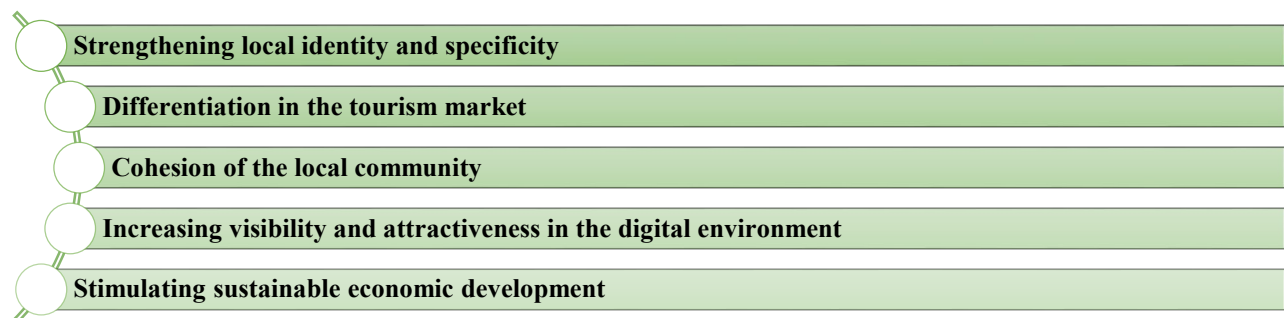 Strengthening local identity and specificity
Differentiation in the tourism market
Cohesion of the local community
Increasing visibility and attractiveness in the digital environment
Stimulating sustainable economic development